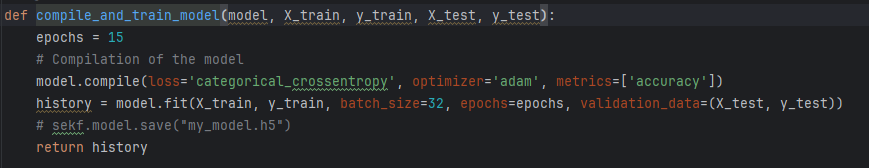 def compile_and_train_model(model, X_train, y_train, X_test, y_test):
    epochs = 15
    # Compilation of the model
    model.compile(loss='categorical_crossentropy', optimizer='adam', metrics=['accuracy'])
    history = model.fit(X_train, y_train, batch_size=32, epochs=epochs, validation_data=(X_test, y_test))
    # sekf.model.save("my_model.h5")
    return history